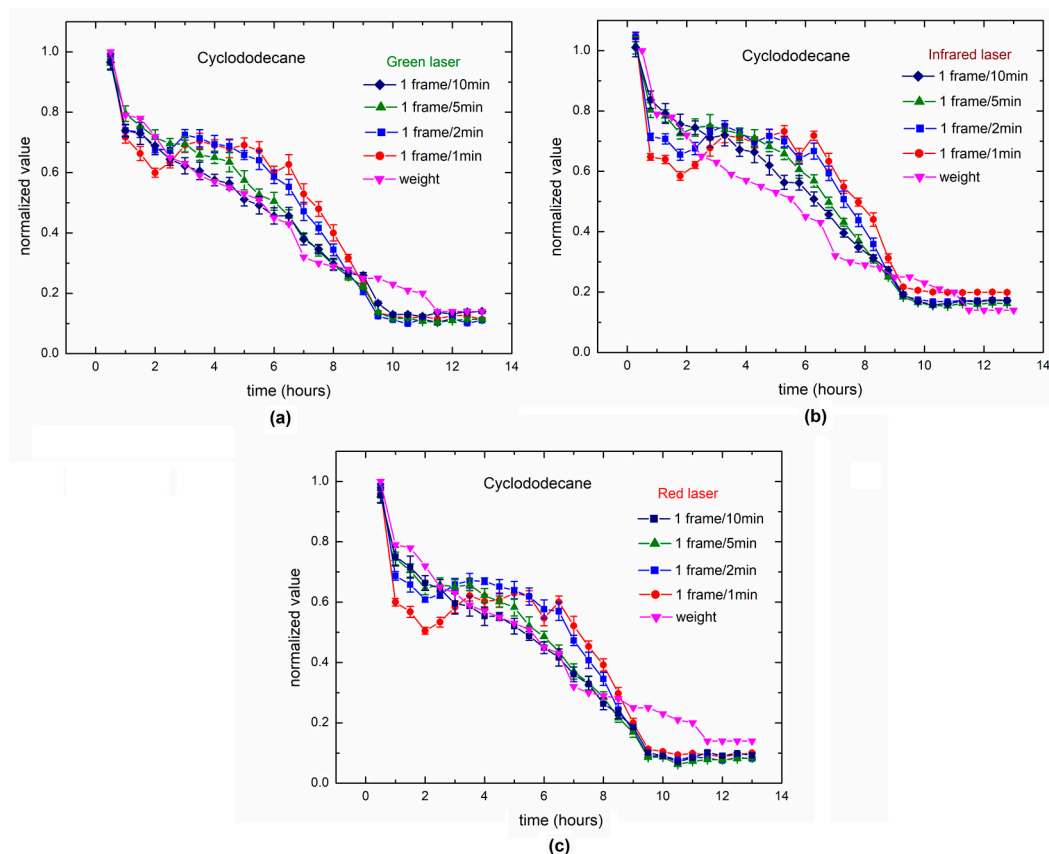 Cyclododecane
Green laser
1 frame/10min
1 frame/5min
1 frame/2min
1 frame/1min
weight
normalized value
1.0
0.8
0.6
0.4
0.2
0.0
0 2 4 6 8 10 12 14
time (hours)
(a)
Cyclododecane
Infrared laser
1 frame/10min
1 frame/5min
1 frame/2min
1 frame/1min
weight
normalized value
1.0
0.8
0.6
0.4
0.2
0.0
0 2 4 6 8 10 12 14
time (hours)
(b)
Cyclododecane
Red laser
1 frame/10min
1 frame/5min
1 frame/2min
1 frame/1min
weight
normalized value
1.0
0.8
0.6
0.4
0.2
0.0
0 2 4 6 8 10 12 14
time (hours)
(c)